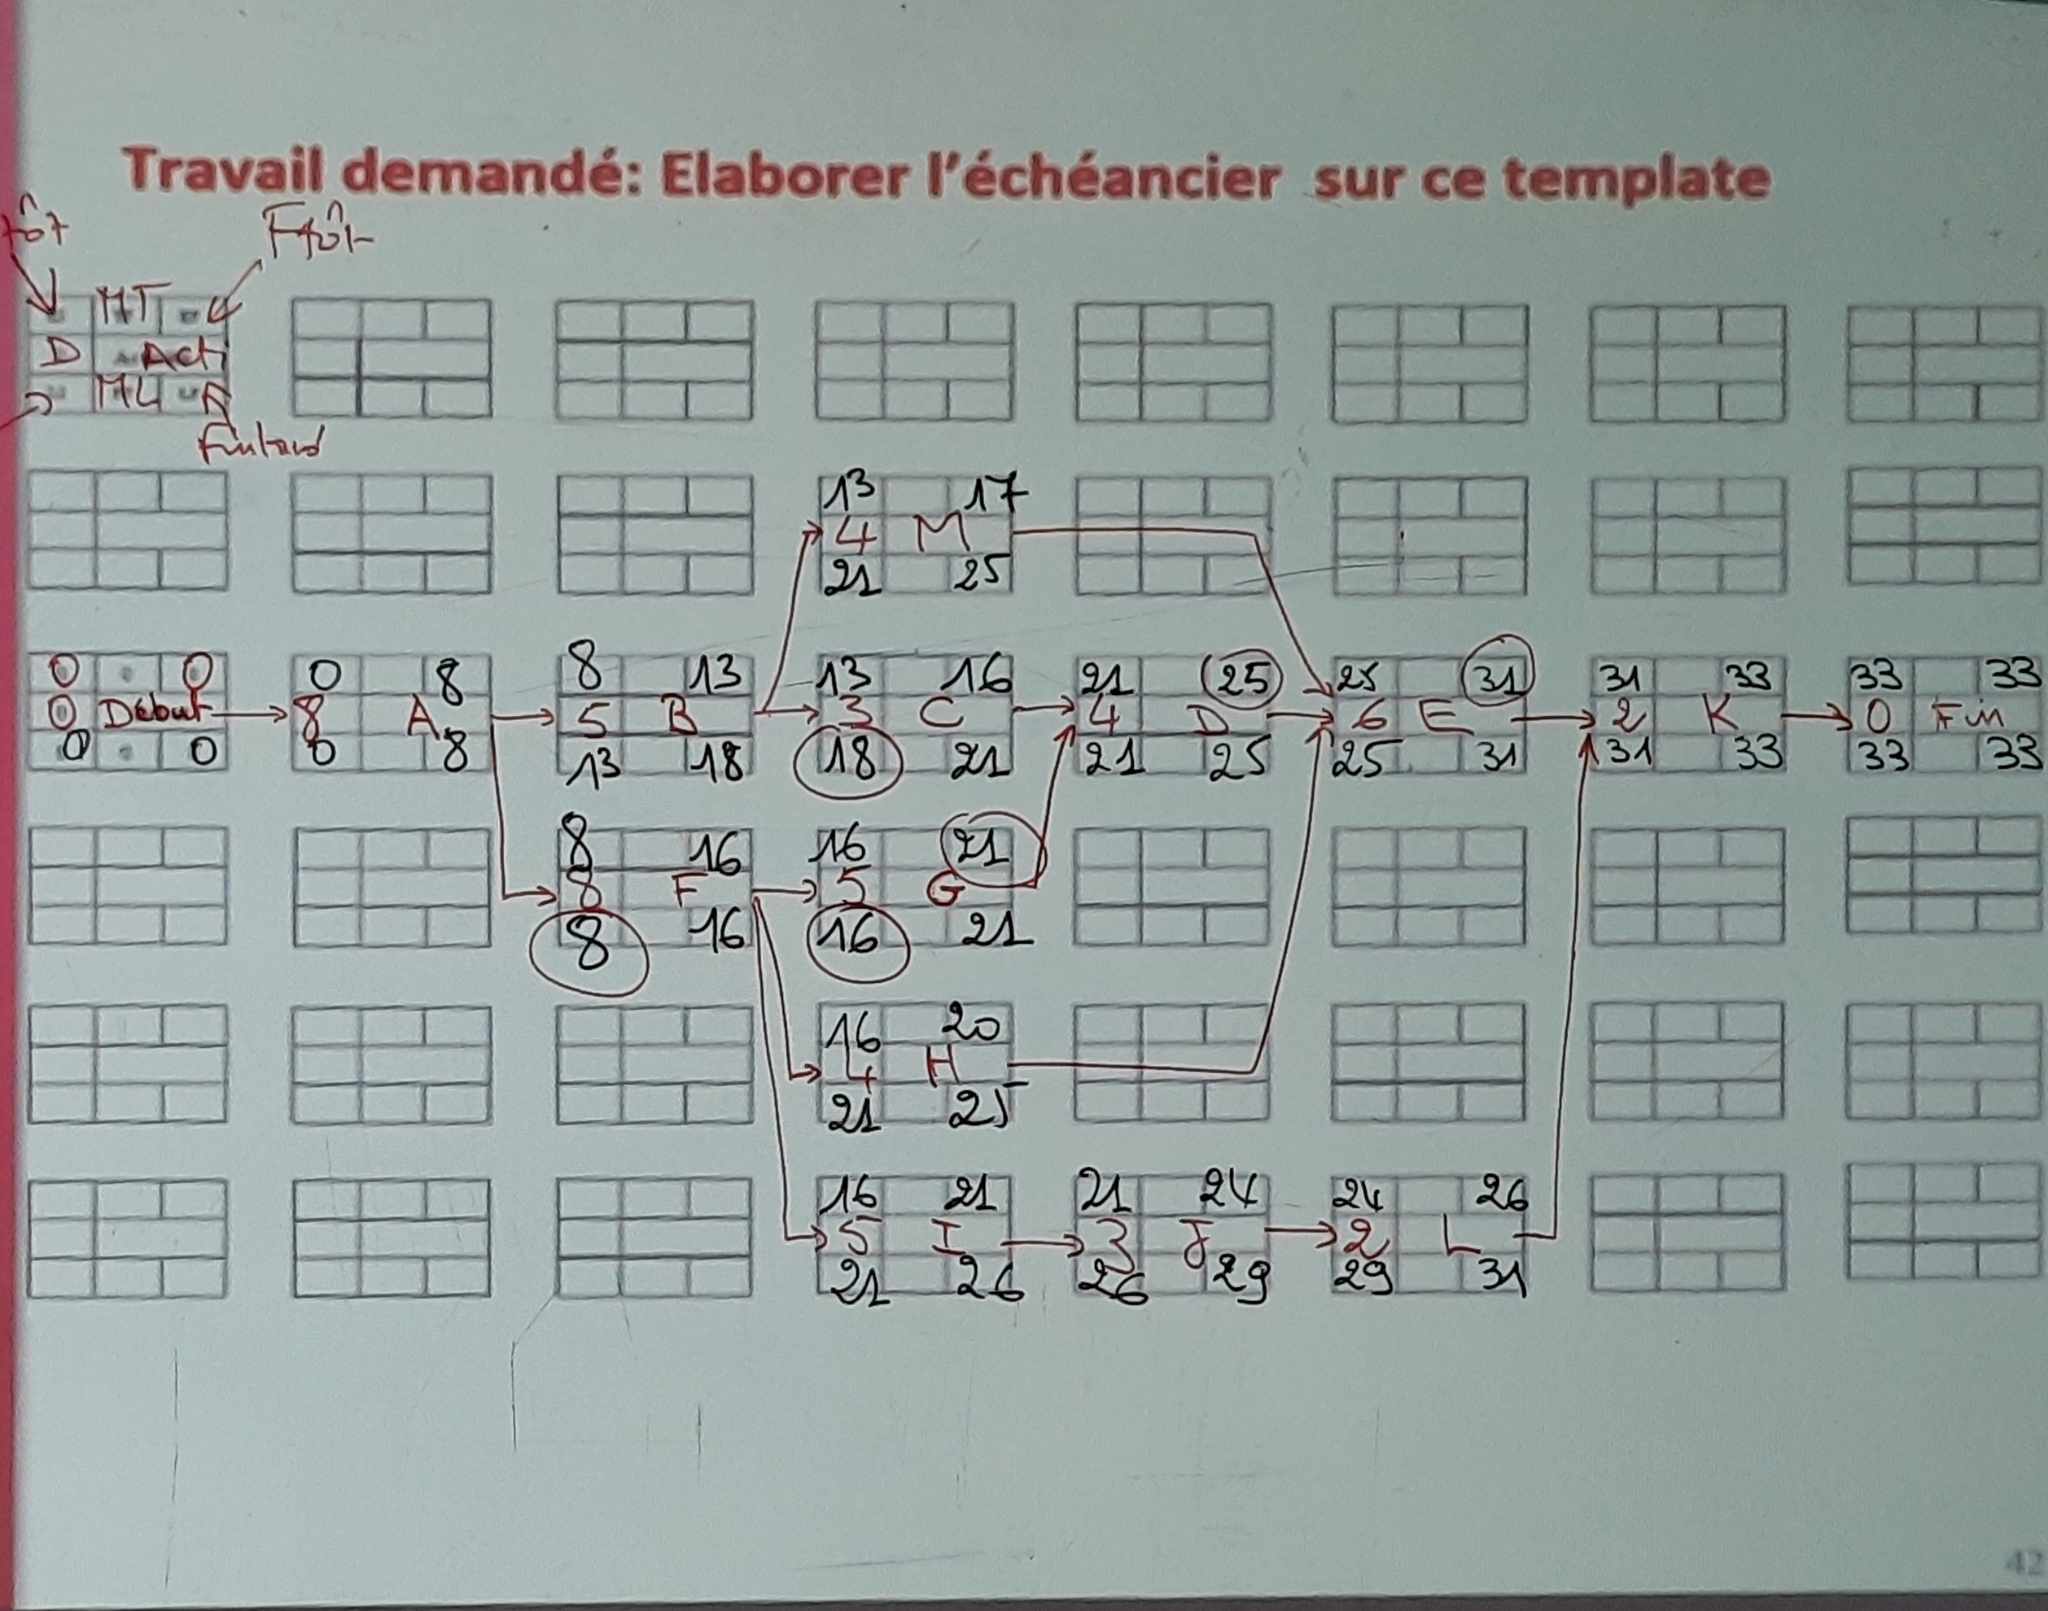 Travail demandé: Elaborer l'échéancier sur ce template
tôt Ftôt
MT
D Acti
ML
Fintard
13 17
4 M
21 25
0 0 0 8 8 13 13 16 21 25 25 31 31 33 33 33
0 Début 8 A 5 B 3 C 4 D 6 E 2 K 0 Fin
0 0 0 8 13 18 18 21 21 25 25 31 31 33 33 33
8 16 16 21
8 F 5 G
8 16 16 21
16 20
4 H
21 25
16 21 21 24 24 26
5 I 3 J 2 L
21 26 26 29 29 31
42